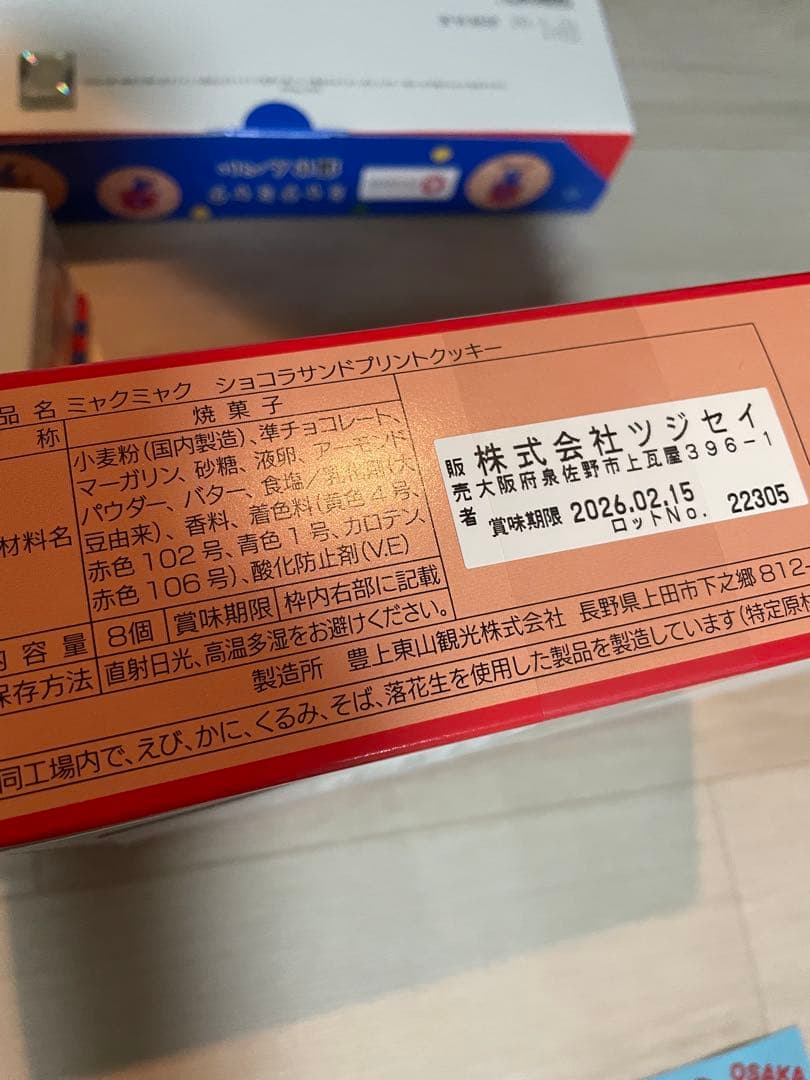 品名 ミャクミャク ショコラサンドプリントクッキー
称 焼菓子
材料名 小麦粉(国内製造)、準チョコレート、
マーガリン、砂糖、液卵、アーモンド
パウダー、バター、食塩/乳化剤(大
豆由来)、香料、着色料(黄色4号、
赤色102号、青色1号、カロテン、
赤色106号)、酸化防止剤(V.E)
内容量 8個 賞味期限 枠内右部に記載
保存方法 直射日光、高温多湿をお避けください。
販売者 株式会社ツジセイ
大阪府泉佐野市上瓦屋396-1
賞味期限 2026.02.15
ロットNo. 22305
製造所 豊上東山観光株式会社 長野県上田市下之郷812-
同工場内で、えび、かに、くるみ、そば、落花生を使用した製品を製造しています(特定原材
OSAKA